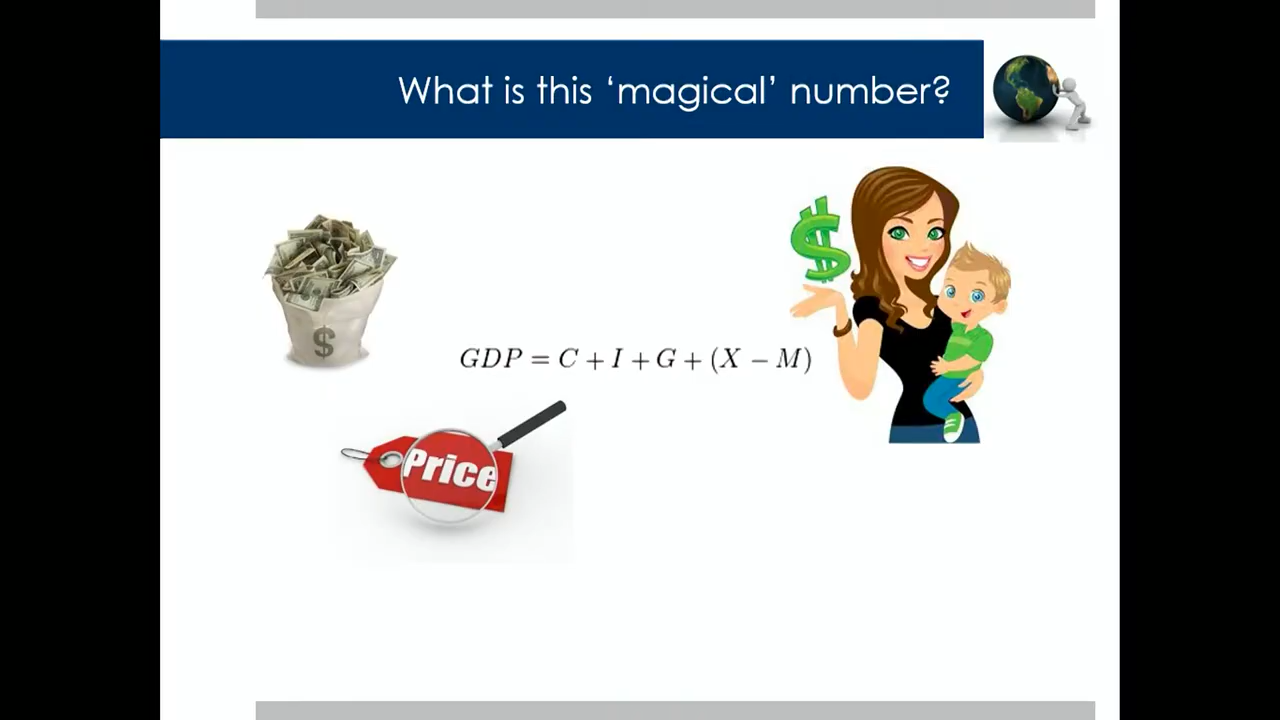 What is this ‘magical’ number?
$
$
GDP = C + I + G + (X − M)
Price